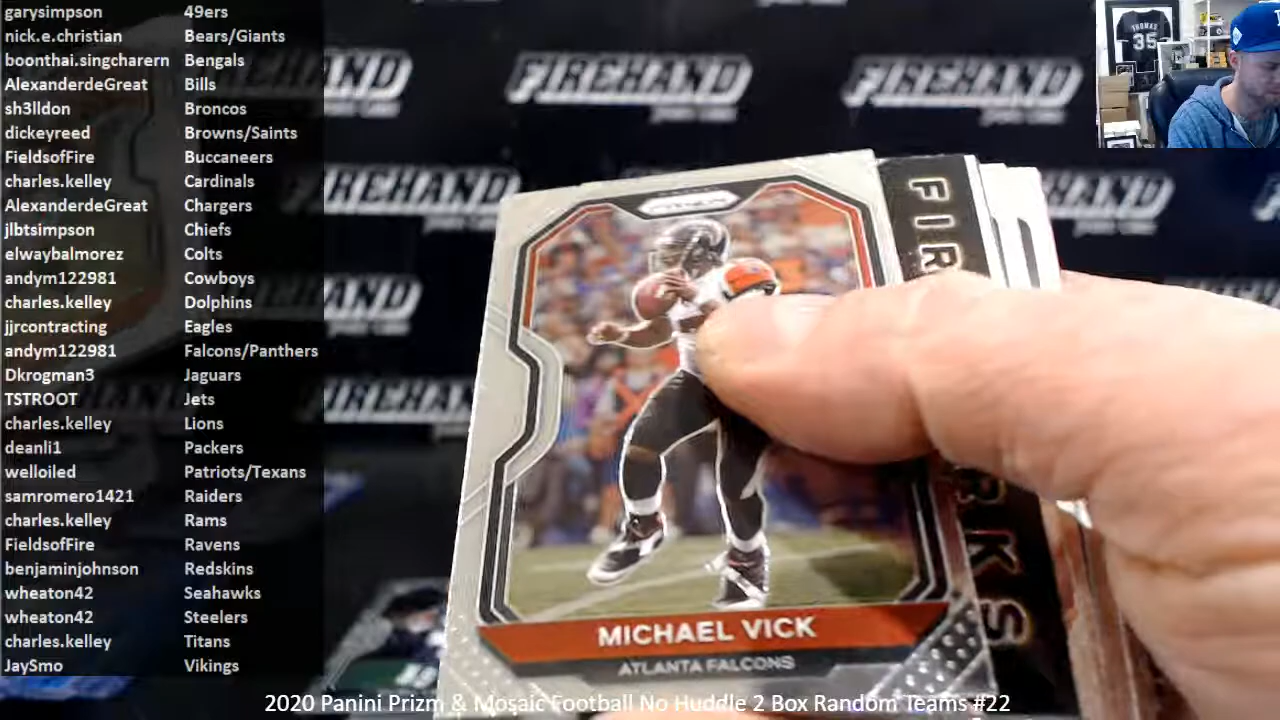 garysimpson 49ers
nick.e.christian Bears/Giants
boonthai.singcharern Bengals
AlexanderdeGreat Bills
sh3lldon Broncos
dickeyreed Browns/Saints
FieldsofFire Buccaneers
charles.kelley Cardinals
AlexanderdeGreat Chargers
jlbtsimpson Chiefs
elwaybalmorez Colts
andym122981 Cowboys
charles.kelley Dolphins
jjrcontracting Eagles
andym122981 Falcons/Panthers
Dkrogman3 Jaguars
TSTROOT Jets
charles.kelley Lions
deanli1 Packers
welloiled Patriots/Texans
samromero1421 Raiders
charles.kelley Rams
FieldsofFire Ravens
benjaminjohnson Redskins
wheaton42 Seahawks
wheaton42 Steelers
charles.kelley Titans
JaySmo Vikings
FIREHAND
FIREHAND
FIREHAND
THOMAS
35
PRIZM
MICHAEL VICK
ATLANTA FALCONS
2020 Panini Prizm & Mosaic Football No Huddle 2 Box Random Teams #22